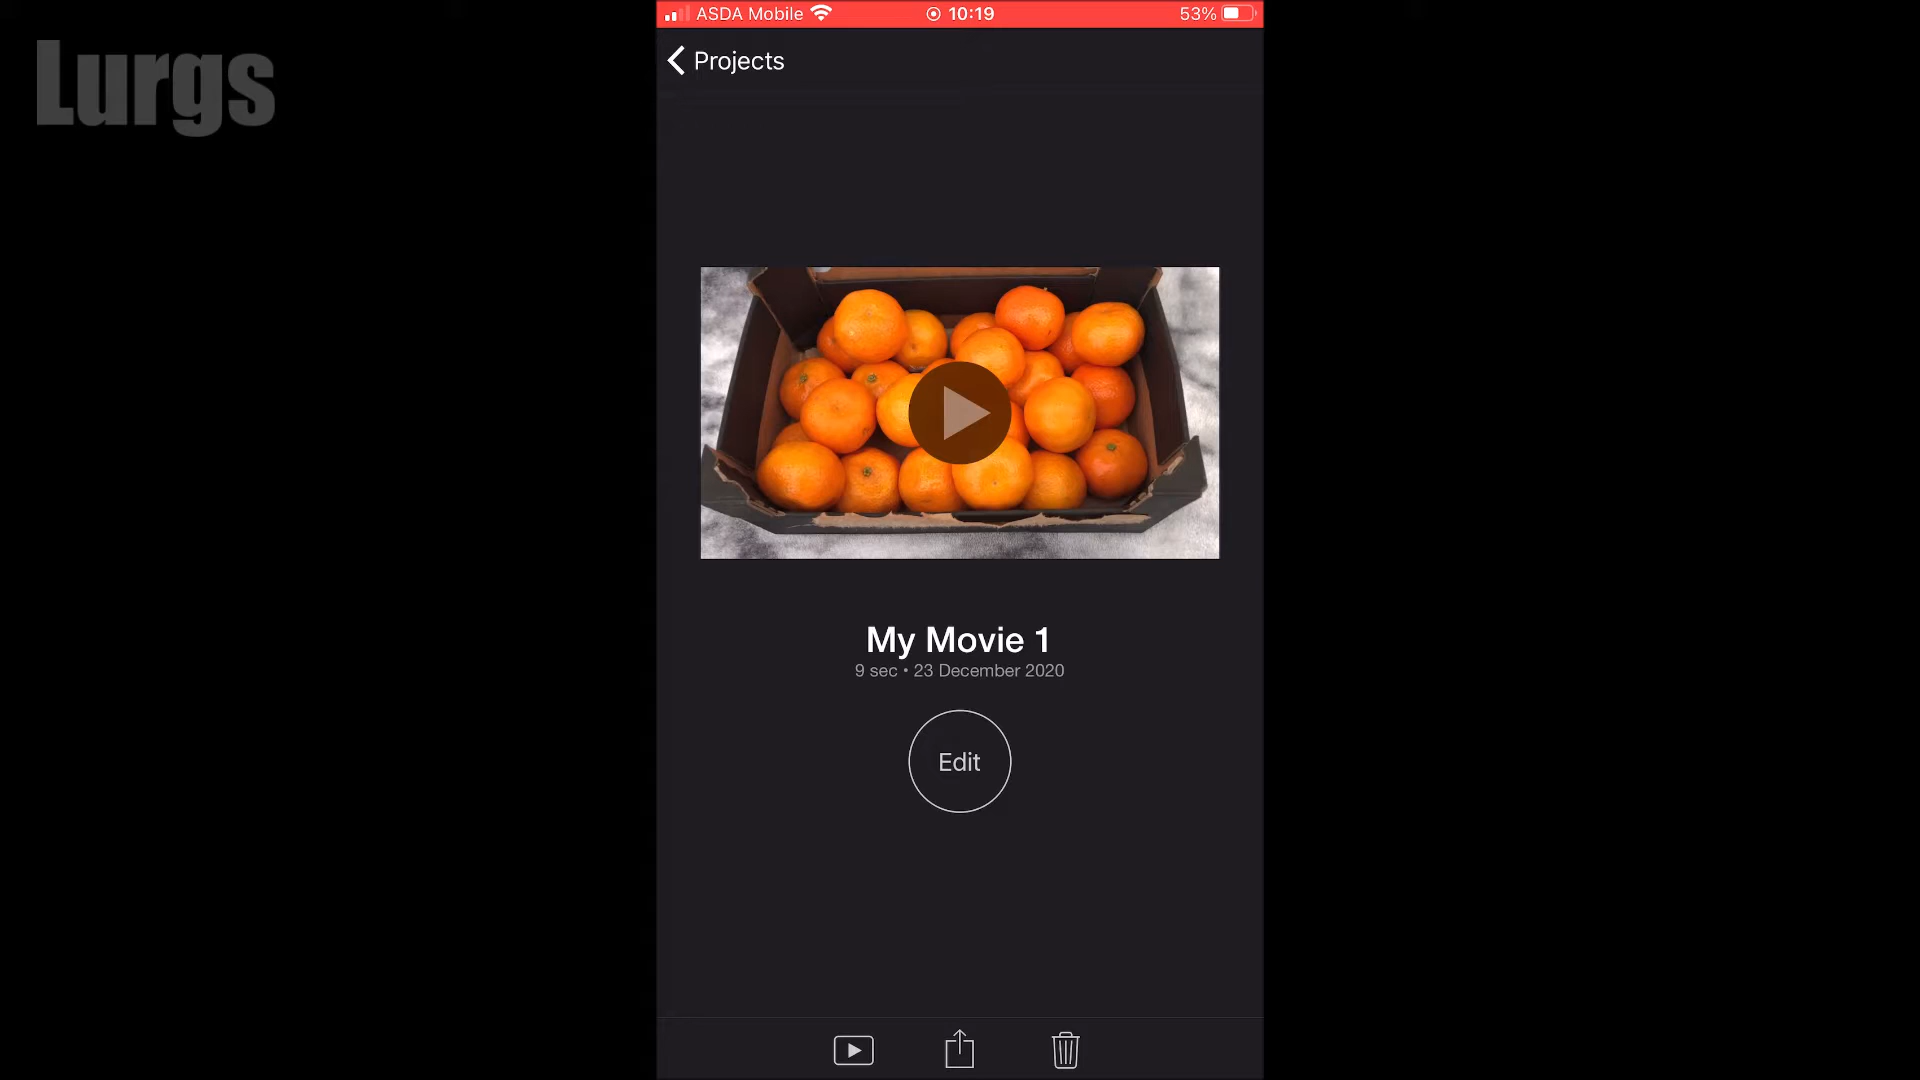 Lurgs
ASDA Mobile 10:19 53%
Projects
My Movie 1
9 sec • 23 December 2020
Edit